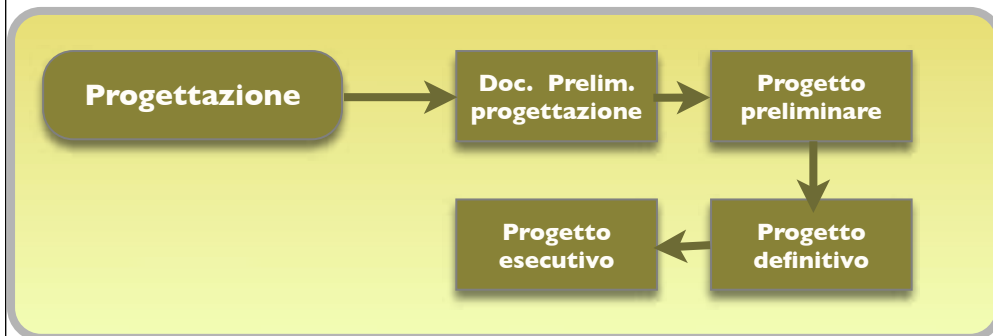 Progettazione
Doc. Prelim.
progettazione
Progetto
preliminare
Progetto
definitivo
Progetto
esecutivo